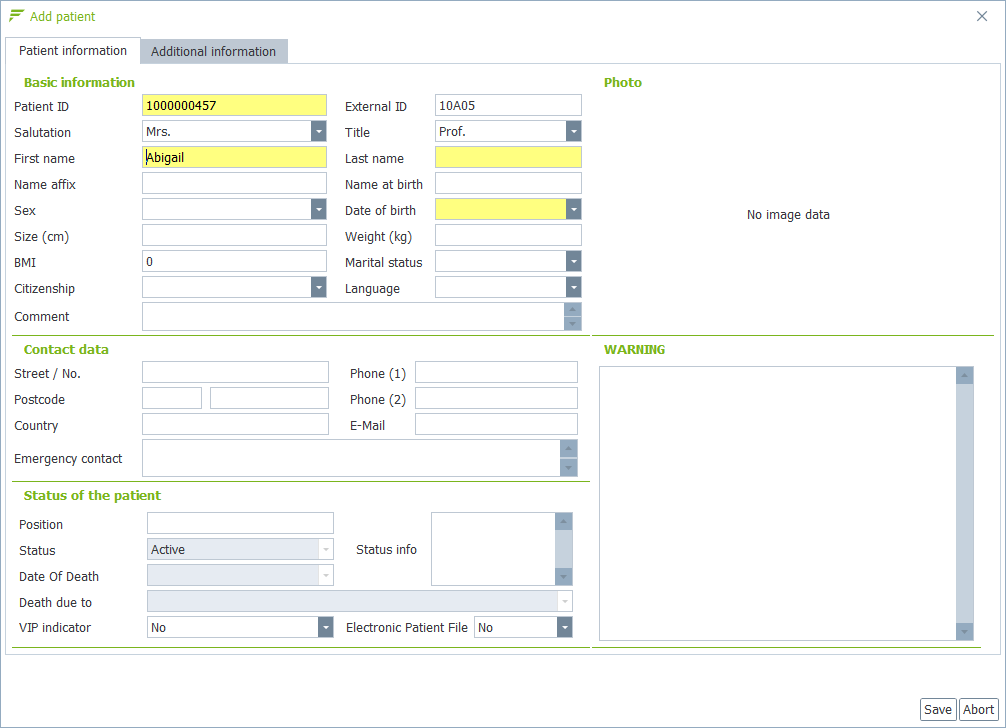 Add patient
Patient information Additional information
Basic information
Patient ID 1000000457 External ID 10A05
Salutation Mrs. Title Prof.
First name Abigail Last name
Name affix Name at birth
Sex Date of birth
Size (cm) Weight (kg)
BMI 0 Marital status
Citizenship Language
Comment
Photo
No image data
Contact data
Street / No. Phone (1)
Postcode Phone (2)
Country E-Mail
Emergency contact
WARNING
Status of the patient
Position
Status Active Status info
Date Of Death
Death due to
VIP indicator No Electronic Patient File No
Save Abort